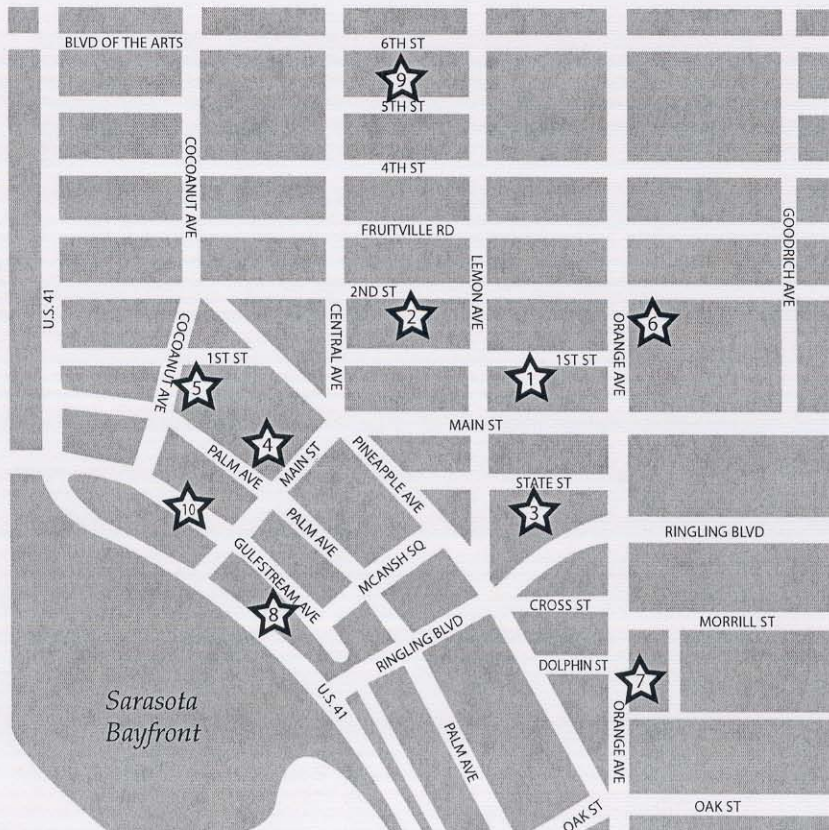 BLVD OF THE ARTS
6TH ST
9
5TH ST
COCOANUT AVE
4TH ST
FRUITVILLE RD
GOODRICH AVE
LEMON AVE
2ND ST
U.S. 41
COCOANUT AVE
CENTRAL AVE
2
ORANGE AVE
6
1ST ST
1ST ST
5
1
MAIN ST
4
PALM AVE
MAIN ST
PINEAPPLE AVE
STATE ST
10
3
PALM AVE
RINGLING BLVD
GULFSTREAM AVE
MCANSH SQ
8
CROSS ST
MORRILL ST
RINGLING BLVD
DOLPHIN ST
7
U.S. 41
Sarasota
Bayfront
ORANGE AVE
PALM AVE
OAK ST
OAK ST